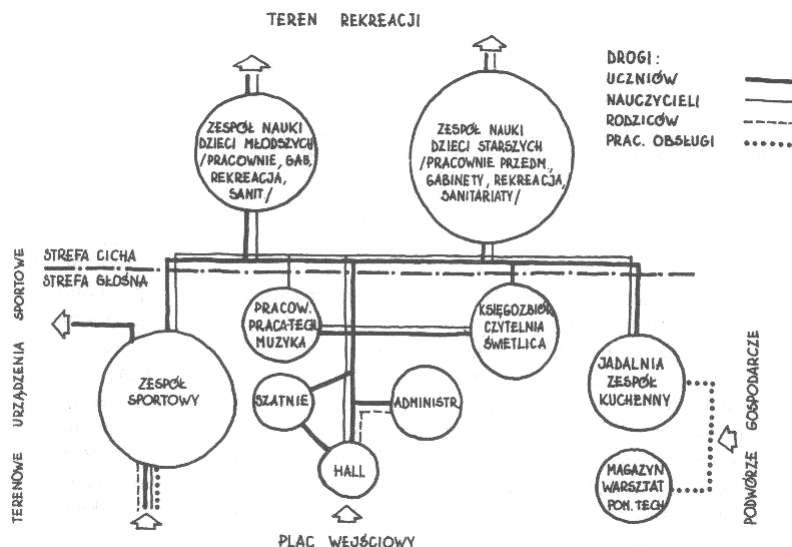 TEREN REKREACJI
DROGI:
UCZNIÓW
NAUCZYCIELI
RODZICÓW
PRAC. OBSŁUGI
ZESPÓŁ NAUKI
DZIECI MŁODSZYCH
/PRACOWNIE, GAB,
REKREACJA,
SANIT/
ZESPÓŁ NAUKI
DZIECI STARSZYCH
/PRACOWNIE PRZEDM.,
GABINETY, REKREACJA,
SANITARIATY/
STREFA CICHA
STREFA GŁOŚNA
TERENOWE URZĄDZENIA SPORTOWE
PRACOW.
PRACA-TECH
MUZYKA
KSIĘGOZBIÓR
CZYTELNIA
ŚWIETLICA
ZESPÓŁ
SPORTOWY
SZATNIE
ADMINISTR.
JADALNIA
ZESPÓŁ
KUCHENNY
HALL
MAGAZYN
WARSZTAT
POM. TECH
PODWÓRZE GOSPODARCZE
PLAC WEJŚCIOWY